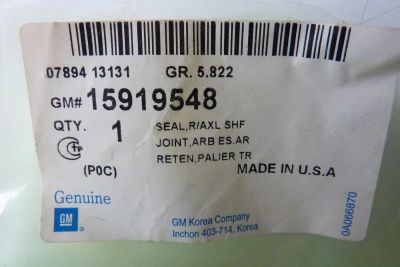 07894 13131 GR. 5.822
GM# 15919548
QTY. 1 SEAL,R/AXL SHF
JOINT,ARB ES.AR
RETEN,PALIER TR
(P0C) MADE IN U.S.A
Genuine
GM
GM Korea Company
Inchon 403-714, Korea
0A066870